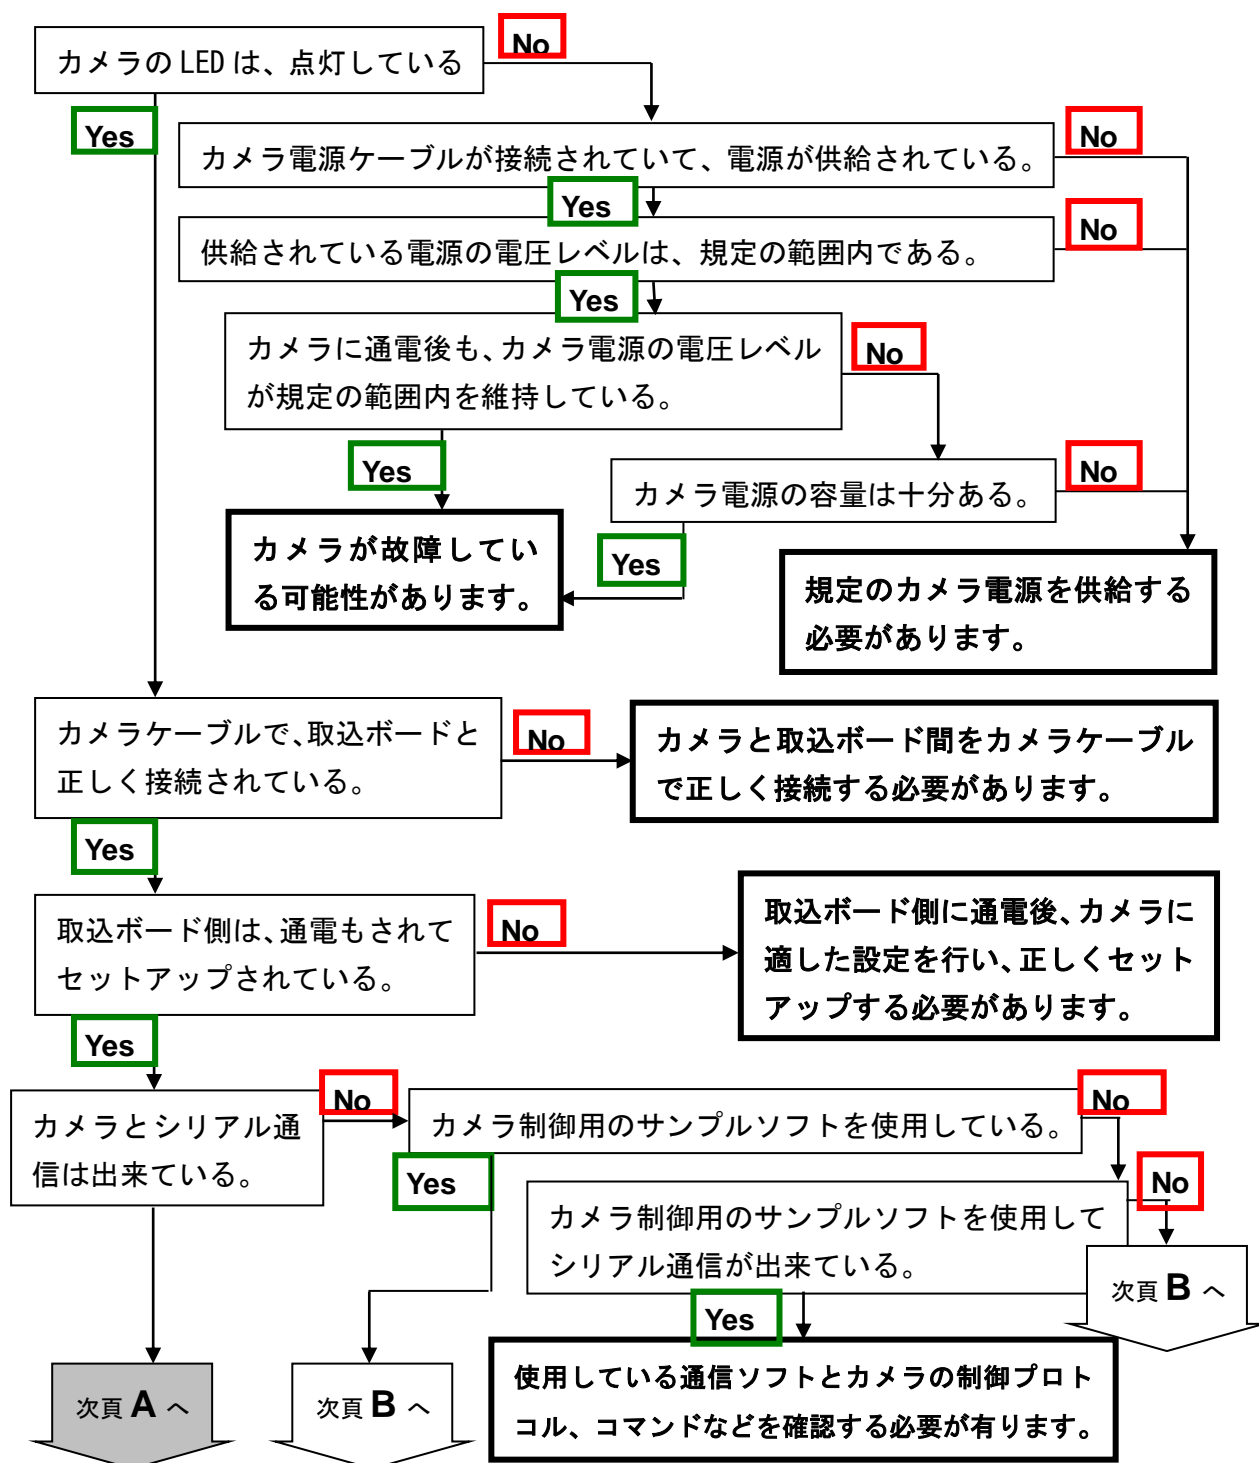 No
カメラの LED は、点灯している
Yes
No
カメラ電源ケーブルが接続されていて、電源が供給されている。
Yes
No
供給されている電源の電圧レベルは、規定の範囲内である。
Yes
カメラに通電後も、カメラ電源の電圧レベル
が規定の範囲内を維持している。
No
Yes
No
カメラ電源の容量は十分ある。
カメラが故障してい
る可能性があります。
Yes
規定のカメラ電源を供給する
必要があります。
カメラケーブルで、取込ボードと
正しく接続されている。
No
カメラと取込ボード間をカメラケーブル
で正しく接続する必要があります。
Yes
取込ボード側は、通電もされて
セットアップされている。
No
取込ボード側に通電後、カメラに
適した設定を行い、正しくセット
アップする必要があります。
Yes
カメラとシリアル通
信は出来ている。
No
カメラ制御用のサンプルソフトを使用している。
No
Yes
カメラ制御用のサンプルソフトを使用して
シリアル通信が出来ている。
No
次頁 B へ
Yes
次頁 A へ
次頁 B へ
使用している通信ソフトとカメラの制御プロト
コル、コマンドなどを確認する必要が有ります。